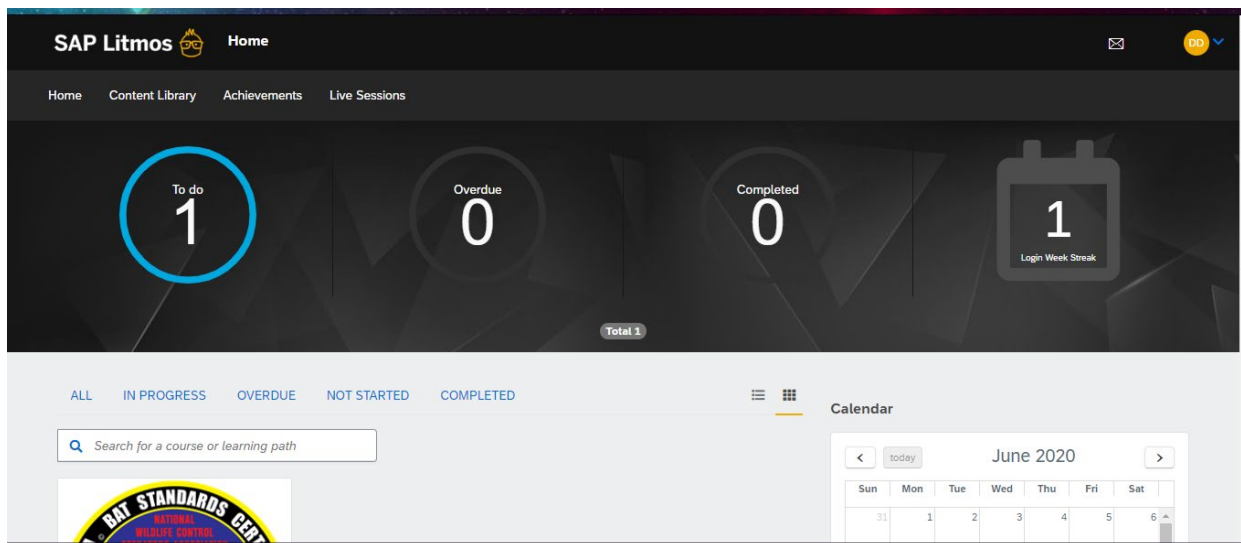 SAP Litmos Home
DD
Home Content Library Achievements Live Sessions
To do
1
Overdue
0
Completed
0
1
Login Week Streak
Total 1
ALL IN PROGRESS OVERDUE NOT STARTED COMPLETED
Search for a course or learning path
BAT STANDARDS
NATIONAL
WILDLIFE CONTROL
Calendar
today
June 2020
Sun Mon Tue Wed Thu Fri Sat
31 1 2 3 4 5 6